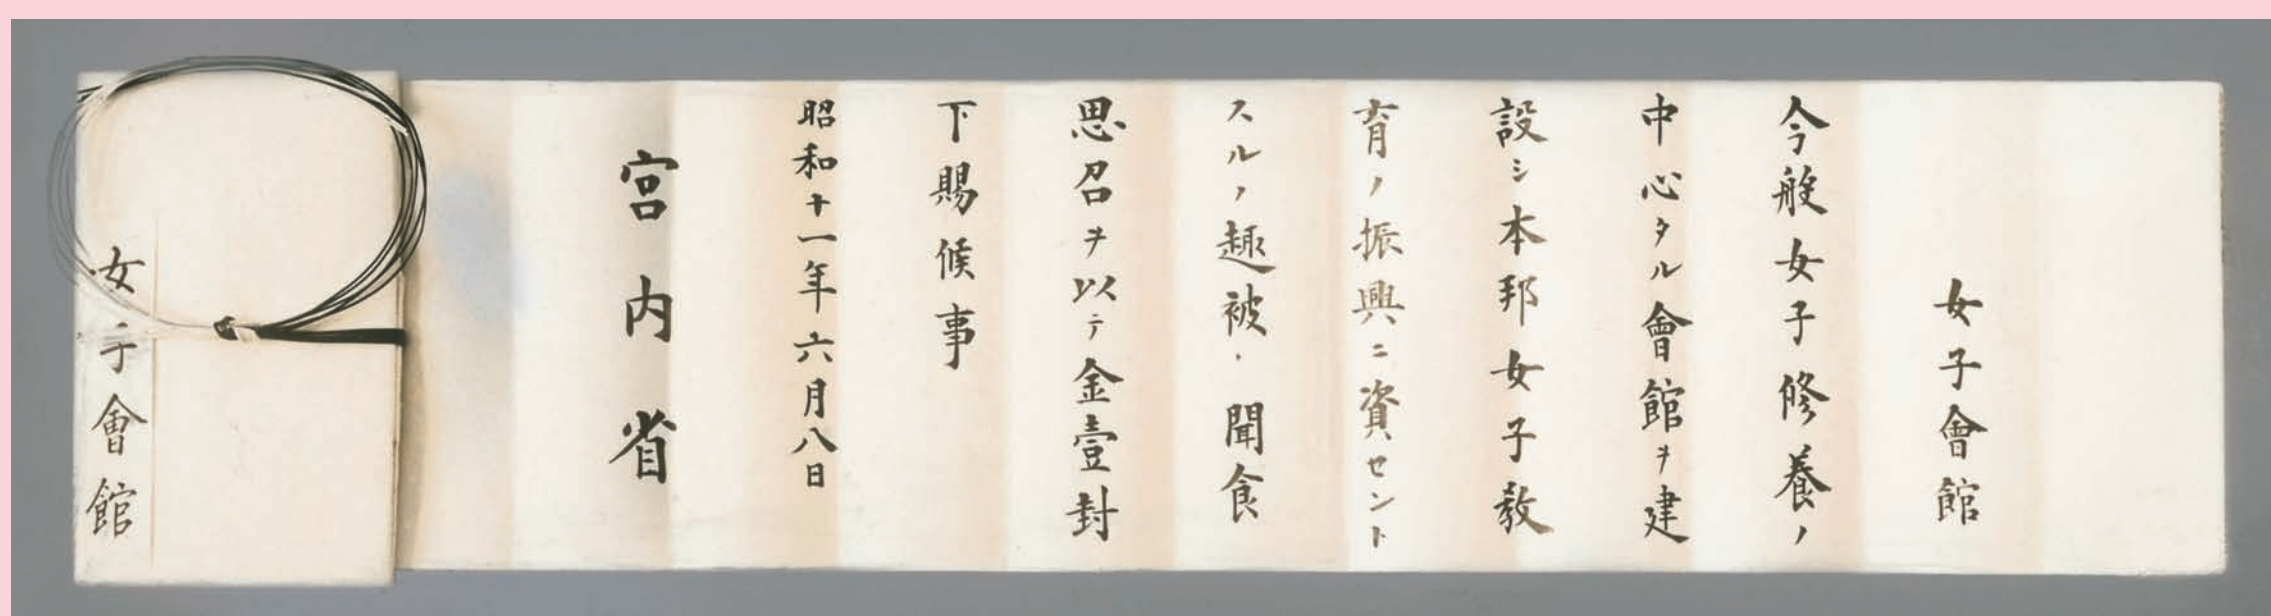 女子會館
今般女子修養ノ
中心タル會館ヲ建
設シ本邦女子教
育ノ振興ニ資セント
スルノ趣被聞食
思召ヲ以テ金壹封
下賜候事
昭和十一年六月八日
宮内省
女子會館